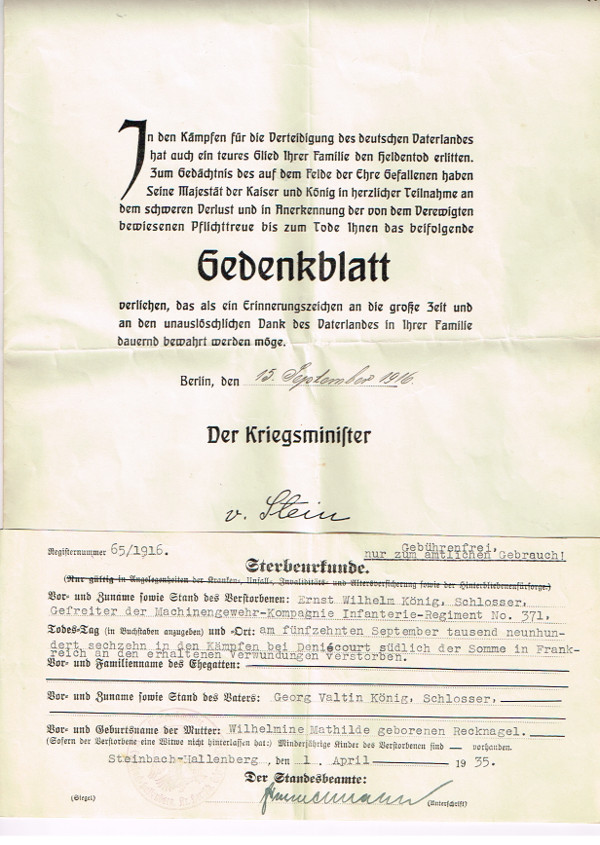 In den Kämpfen für die Verteidigung des deutschen Vaterlandes
hat auch ein teures Glied Ihrer Familie den Heldentod erlitten.
Zum Gedächtnis des auf dem Felde der Ehre Gefallenen haben
Seine Majestät der Kaiser und König in herzlicher Teilnahme an
dem schweren Verlust und in Anerkennung der von dem Verewigten
bewiesenen Pflichttreue bis zum Tode Ihnen das beifolgende
Gedenkblatt
verliehen, das als ein Erinnerungszeichen an die große Zeit und
an den unauslöschlichen Dank des Vaterlandes in Ihrer Familie
dauernd bewahrt werden möge.
Berlin, den 15. September 1916.
Der Kriegsminister
v. Stein
Registernummer 65/1916.
Gebührenfrei,
nur zum amtlichen Gebrauch!
Sterbeurkunde.
(Nur gültig in Angelegenheiten der Kranken-, Unfall-, Invaliditäts- und Altersversicherung sowie der Hinterbliebenenfürsorge)
Vor- und Zuname sowie Stand des Verstorbenen: Ernst Wilhelm König, Schlosser,
Gefreiter der Machinengewehr-Kompagnie Infanterie-Regiment No. 371,
Todes-Tag (in Buchstaben anzugeben) und -Ort: am fünfzehnten September tausend neunhun-
dert sechzehn in den Kämpfen bei Deniécourt südlich der Somme in Frank-
reich an den erhaltenen Verwundungen verstorben.
Vor- und Familienname des Ehegatten:
Vor- und Zuname sowie Stand des Vaters: Georg Valtin König, Schlosser,
Vor- und Geburtsname der Mutter: Wilhelmine Mathilde geborenen Recknagel.
(Sofern der Verstorbene eine Witwe nicht hinterlassen hat:) Minderjährige Kinder des Verstorbenen sind — vorhanden.
Steinbach-Hallenberg, den 1. April 1935.
Der Standesbeamte:
(Siegel)
(Unterschrift)